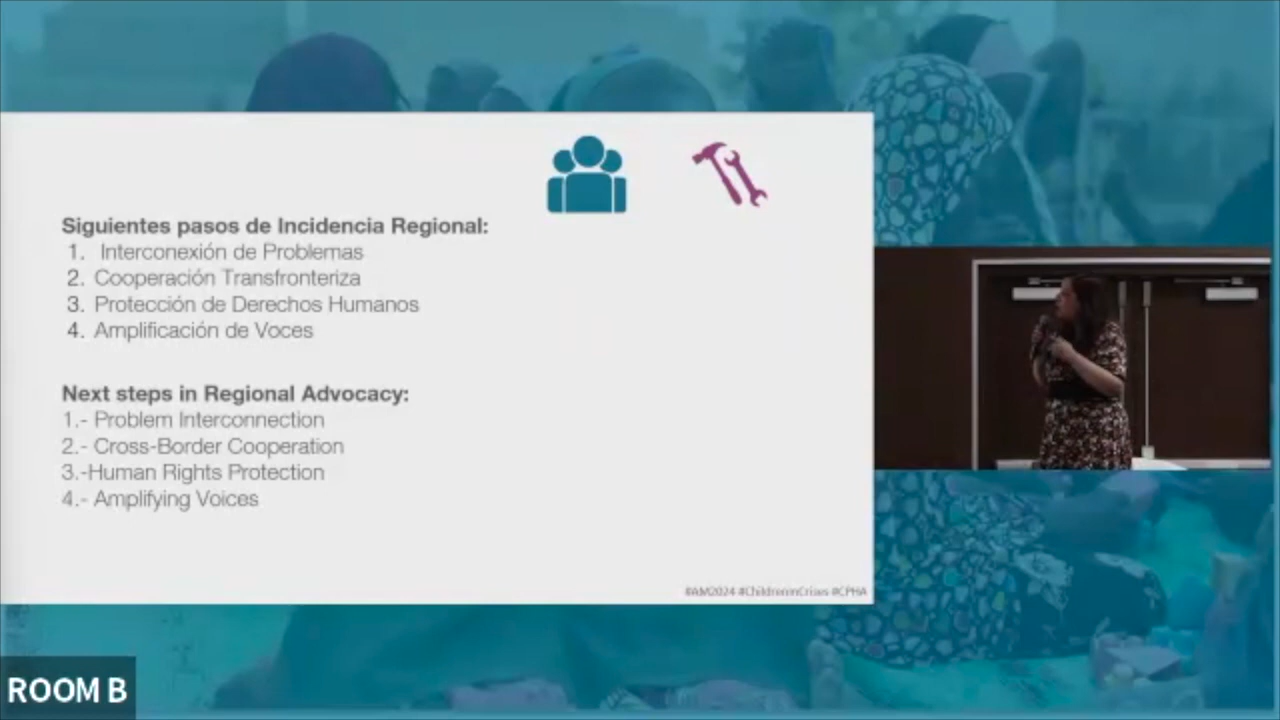 Siguientes pasos de Incidencia Regional:
1. Interconexión de Problemas
2. Cooperación Transfronteriza
3. Protección de Derechos Humanos
4. Amplificación de Voces
Next steps in Regional Advocacy:
1.- Problem Interconnection
2.- Cross-Border Cooperation
3.-Human Rights Protection
4.- Amplifying Voices
#AM2024 #ChildrenInCrises #CPHA
ROOM B